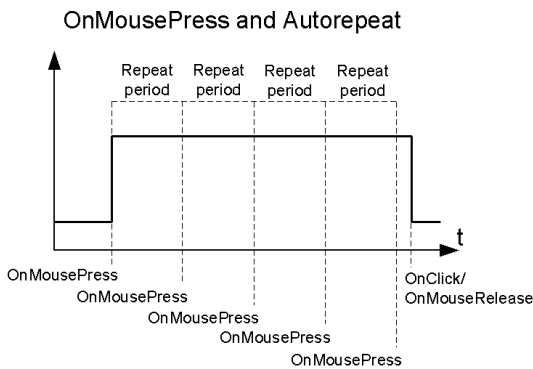 OnMousePress and Autorepeat
Repeat period
Repeat period
Repeat period
Repeat period
t
OnMousePress
OnMousePress
OnMousePress
OnMousePress
OnMousePress
OnClick/
OnMouseRelease